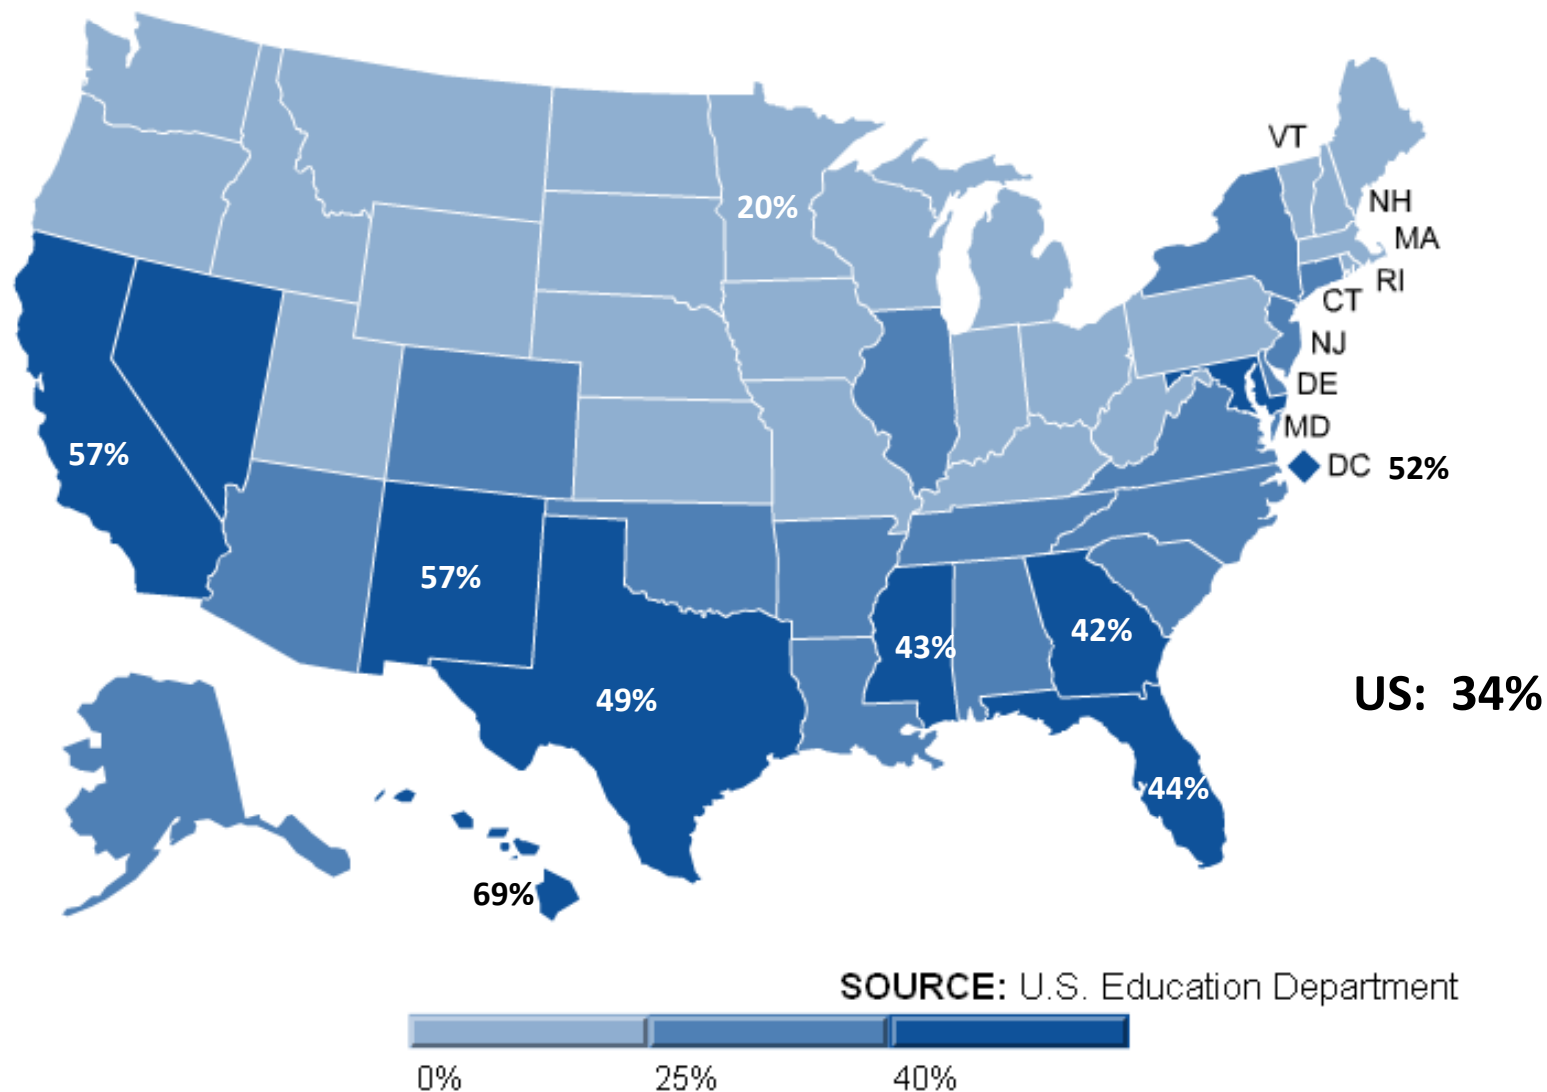 VT
20%
NH
MA
RI
CT
NJ
DE
MD
57%
DC 52%
57%
42%
43%
49%
US: 34%
44%
69%
SOURCE: U.S. Education Department
0% 25% 40%